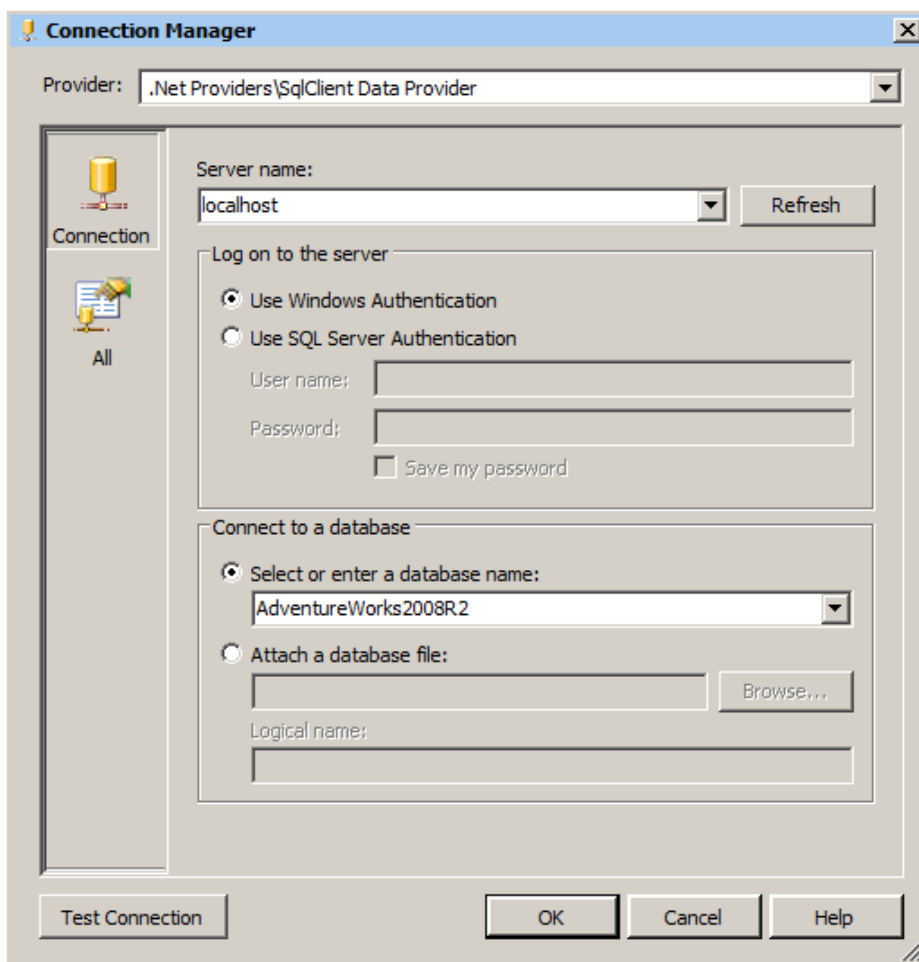 Connection Manager
Provider: .Net Providers\SqlClient Data Provider
Connection
All
Server name:
localhost Refresh
Log on to the server
Use Windows Authentication
Use SQL Server Authentication
User name:
Password:
Save my password
Connect to a database
Select or enter a database name:
AdventureWorks2008R2
Attach a database file:
Browse...
Logical name:
Test Connection OK Cancel Help